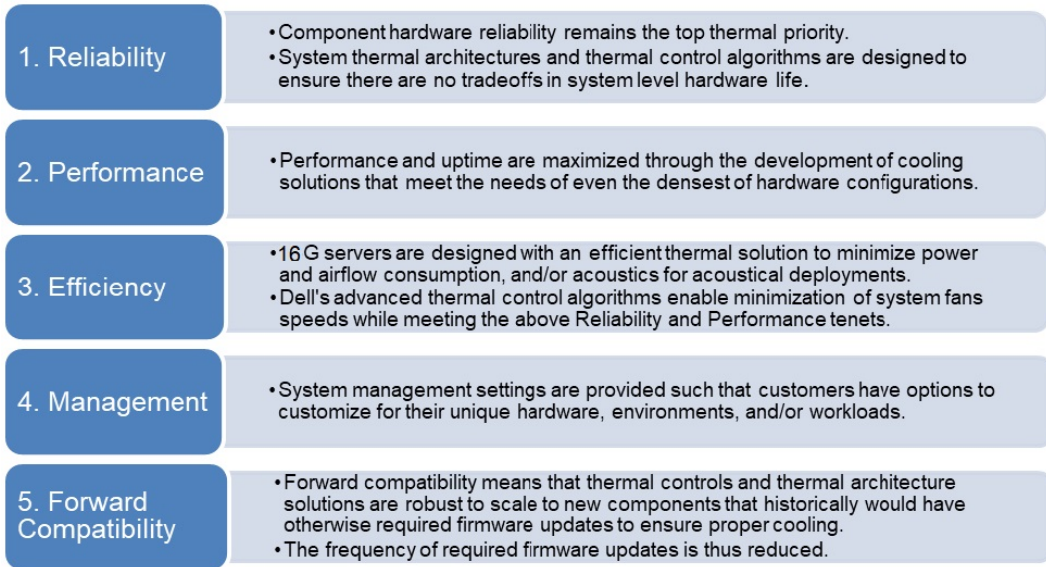 1. Reliability
•Component hardware reliability remains the top thermal priority.
•System thermal architectures and thermal control algorithms are designed to
ensure there are no tradeoffs in system level hardware life.
2. Performance
•Performance and uptime are maximized through the development of cooling
solutions that meet the needs of even the densest of hardware configurations.
3. Efficiency
•16G servers are designed with an efficient thermal solution to minimize power
and airflow consumption, and/or acoustics for acoustical deployments.
•Dell's advanced thermal control algorithms enable minimization of system fans
speeds while meeting the above Reliability and Performance tenets.
4. Management
•System management settings are provided such that customers have options to
customize for their unique hardware, environments, and/or workloads.
5. Forward
Compatibility
•Forward compatibility means that thermal controls and thermal architecture
solutions are robust to scale to new components that historically would have
otherwise required firmware updates to ensure proper cooling.
•The frequency of required firmware updates is thus reduced.